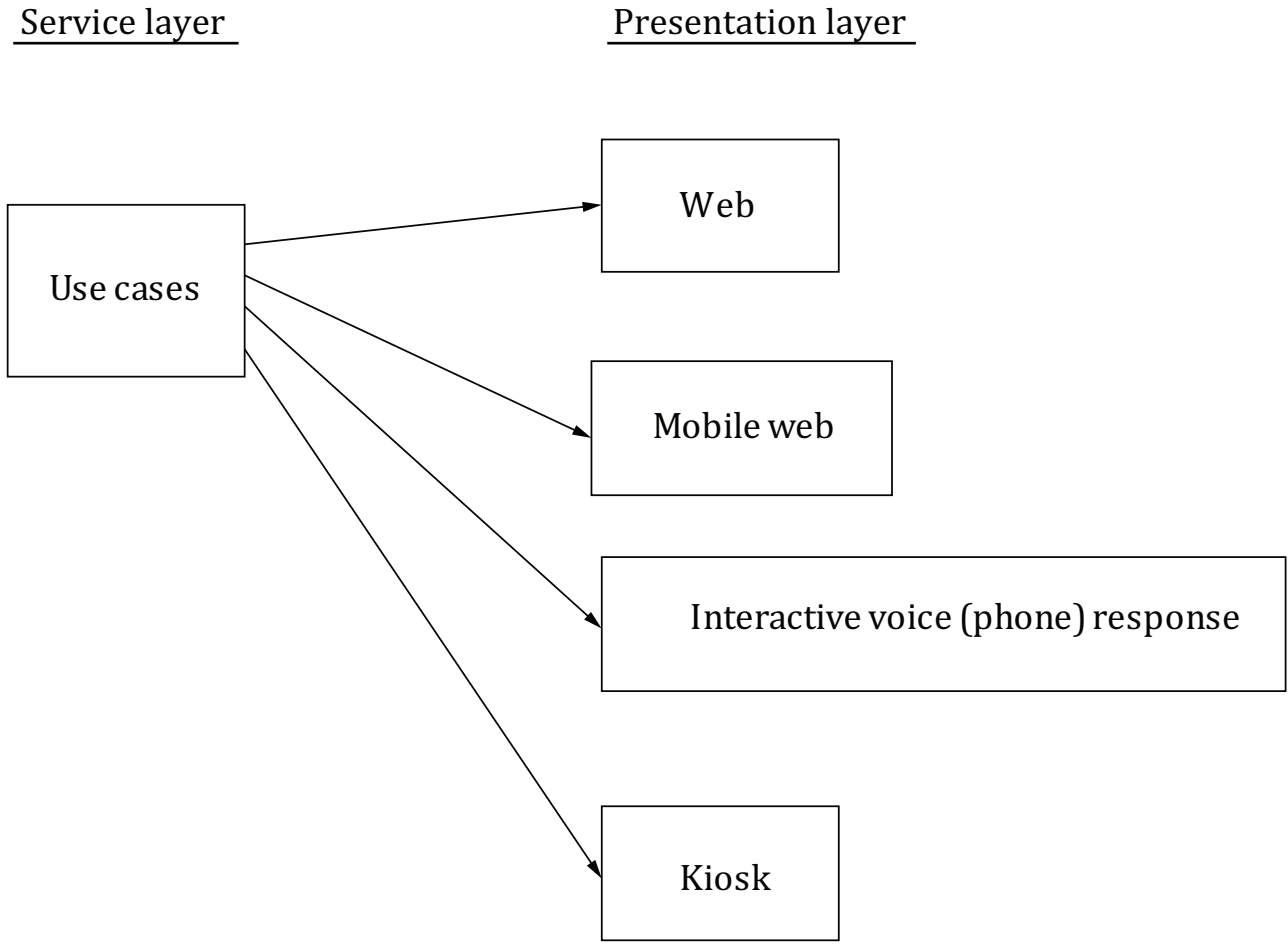 Service layer
Presentation layer
Web
Use cases
Mobile web
Interactive voice (phone) response
Kiosk